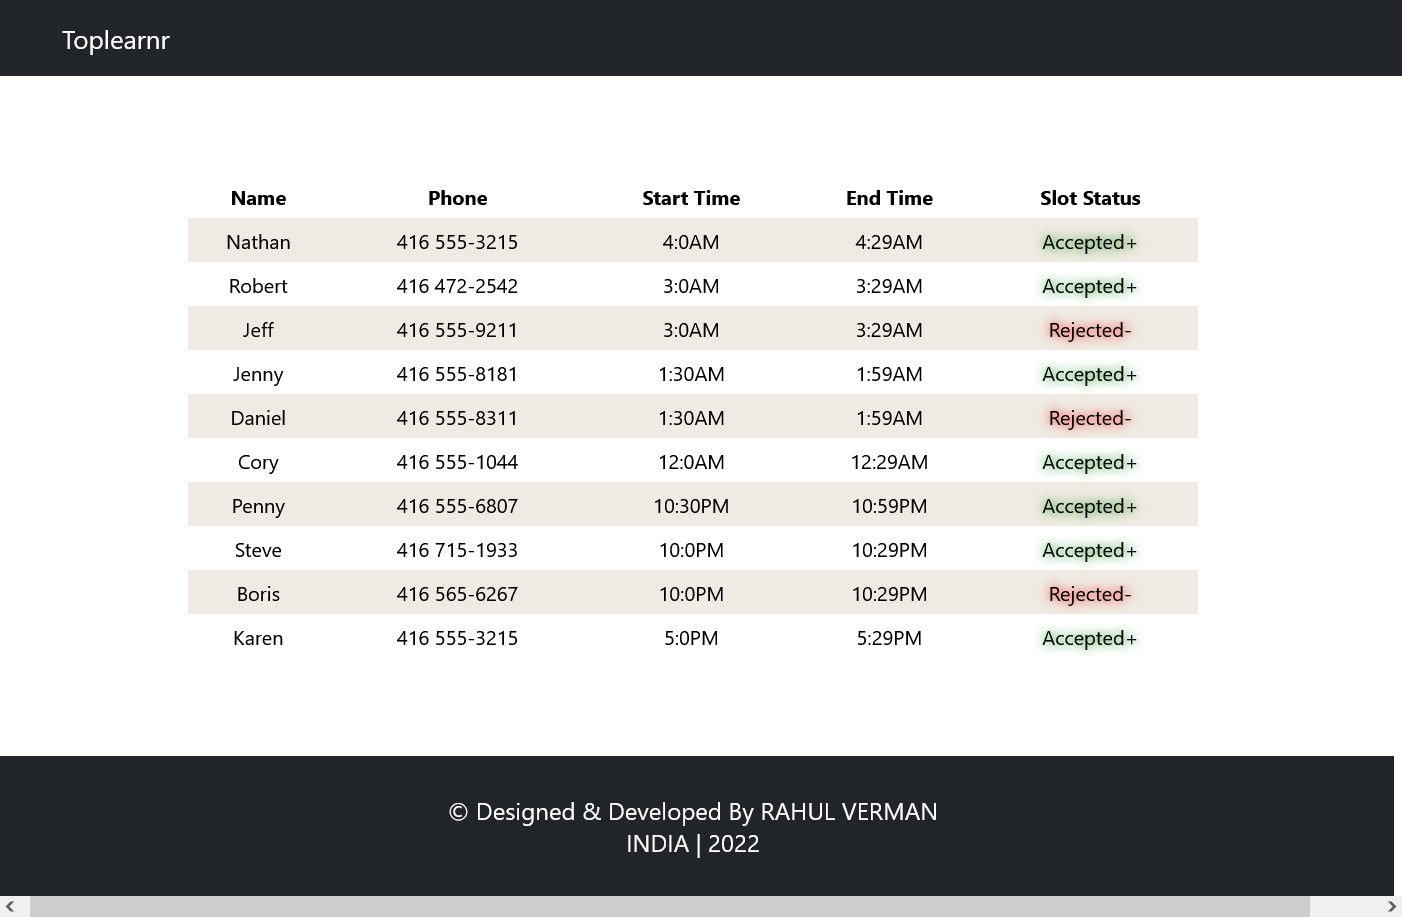 Toplearnr
Name Phone Start Time End Time Slot Status
Nathan 416 555-3215 4:0AM 4:29AM Accepted+
Robert 416 472-2542 3:0AM 3:29AM Accepted+
Jeff 416 555-9211 3:0AM 3:29AM Rejected-
Jenny 416 555-8181 1:30AM 1:59AM Accepted+
Daniel 416 555-8311 1:30AM 1:59AM Rejected-
Cory 416 555-1044 12:0AM 12:29AM Accepted+
Penny 416 555-6807 10:30PM 10:59PM Accepted+
Steve 416 715-1933 10:0PM 10:29PM Accepted+
Boris 416 565-6267 10:0PM 10:29PM Rejected-
Karen 416 555-3215 5:0PM 5:29PM Accepted+
© Designed & Developed By RAHUL VERMAN
INDIA | 2022